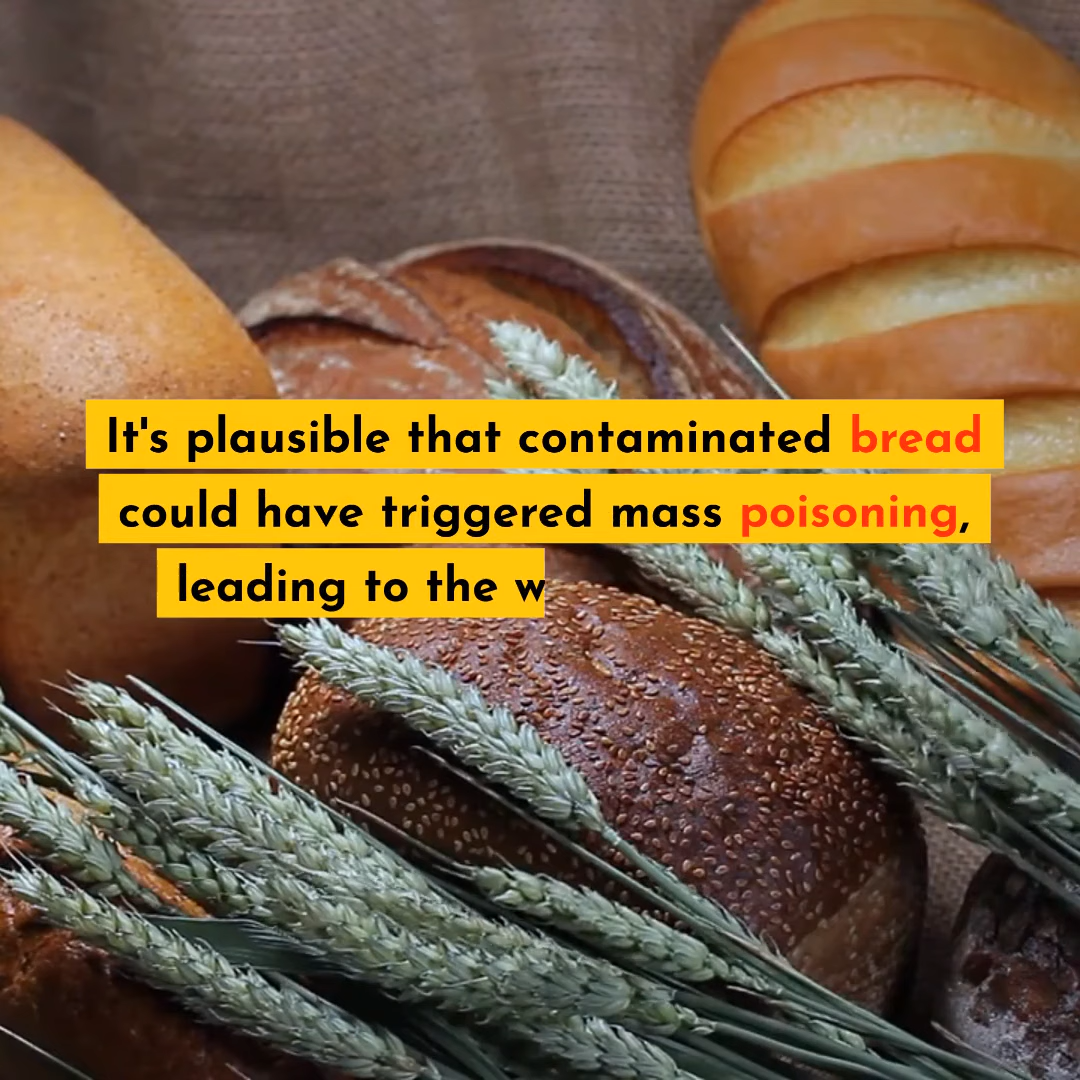 It's plausible that contaminated bread
could have triggered mass poisoning,
leading to the